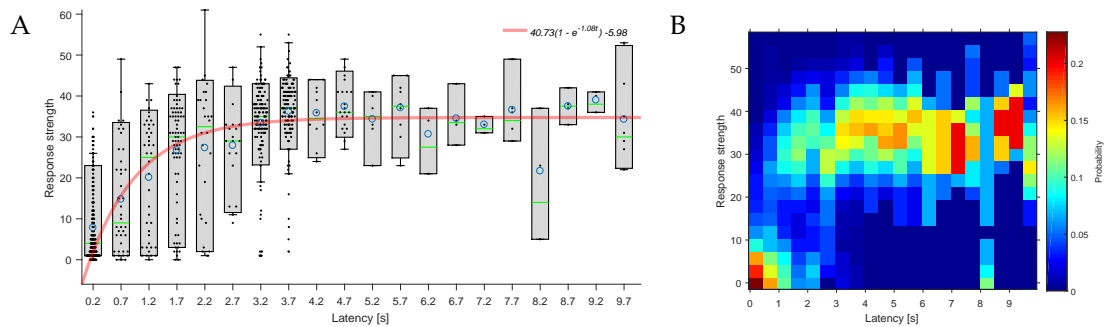 A
60
50
40
30
20
10
0
Response strength
40.73(1 - e^-1.08t) -5.98
0.2 0.7 1.2 1.7 2.2 2.7 3.2 3.7 4.2 4.7 5.2 5.7 6.2 6.7 7.2 7.7 8.2 8.7 9.2 9.7
Latency [s]
B
50
40
30
20
10
0
Response strength
0 1 2 3 4 5 6 7 8 9
Latency [s]
0.2
0.15
0.1
0.05
0
Probability